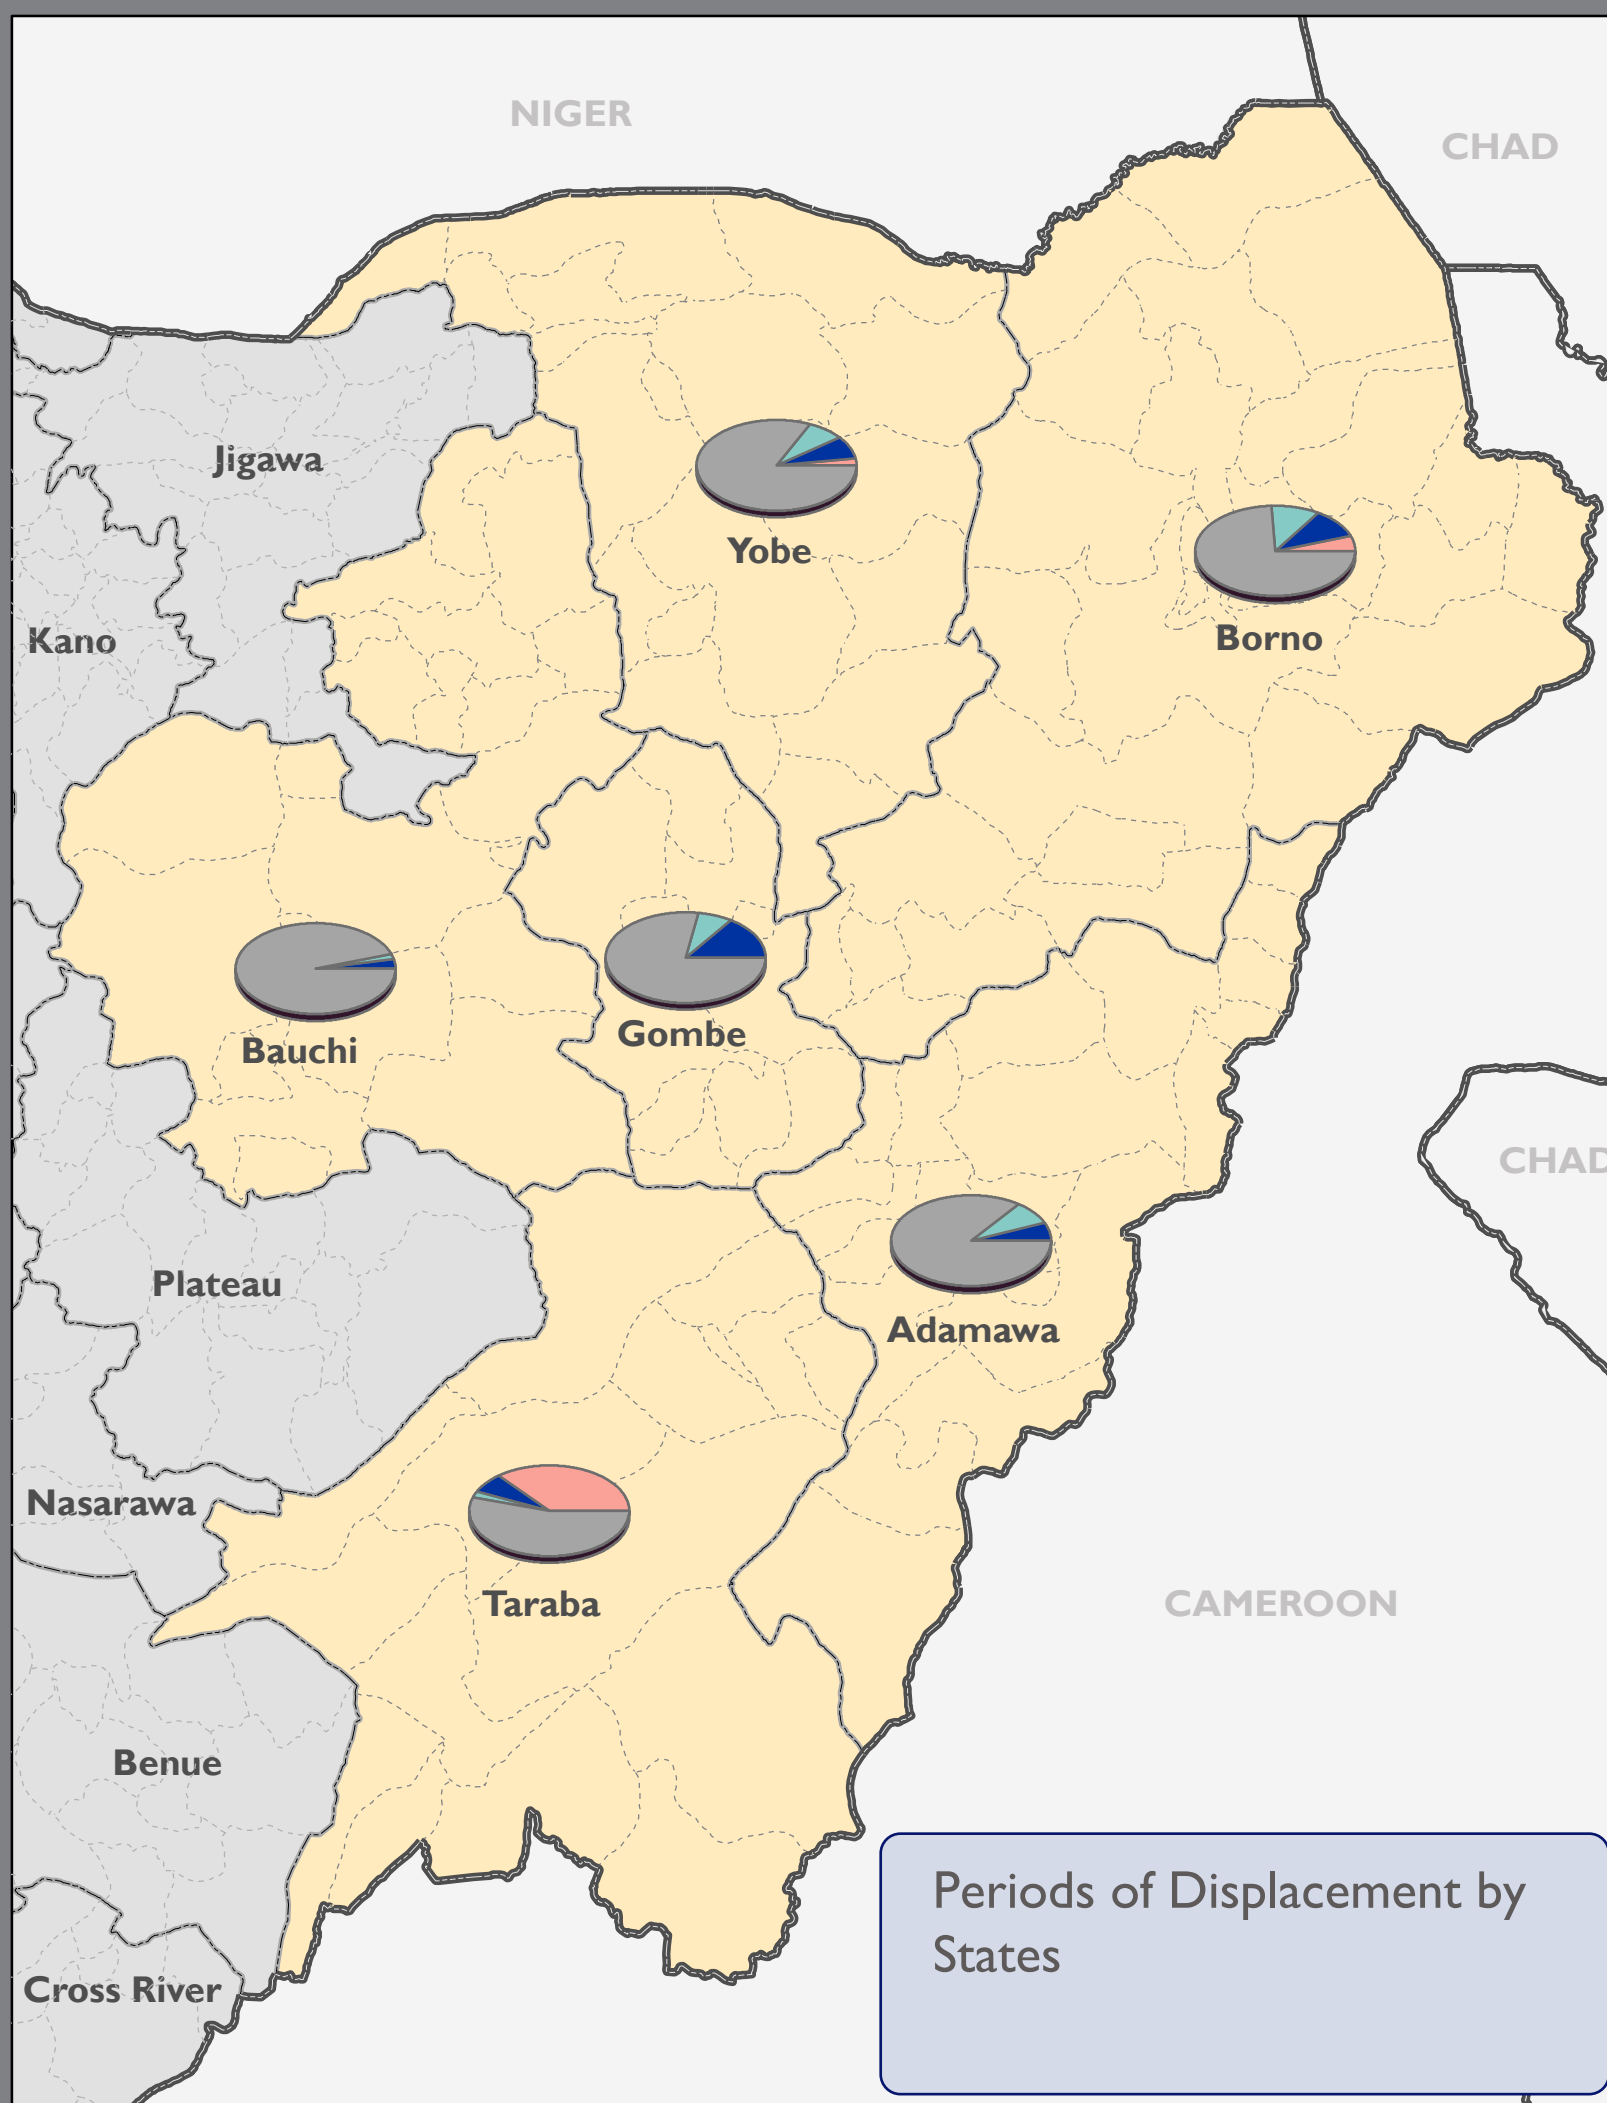 NIGER
CHAD
Jigawa
Yobe
Kano
Borno
Gombe
Bauchi
CHAD
Plateau
Adamawa
Nasarawa
Taraba
CAMEROON
Benue
Periods of Displacement by
States
Cross River